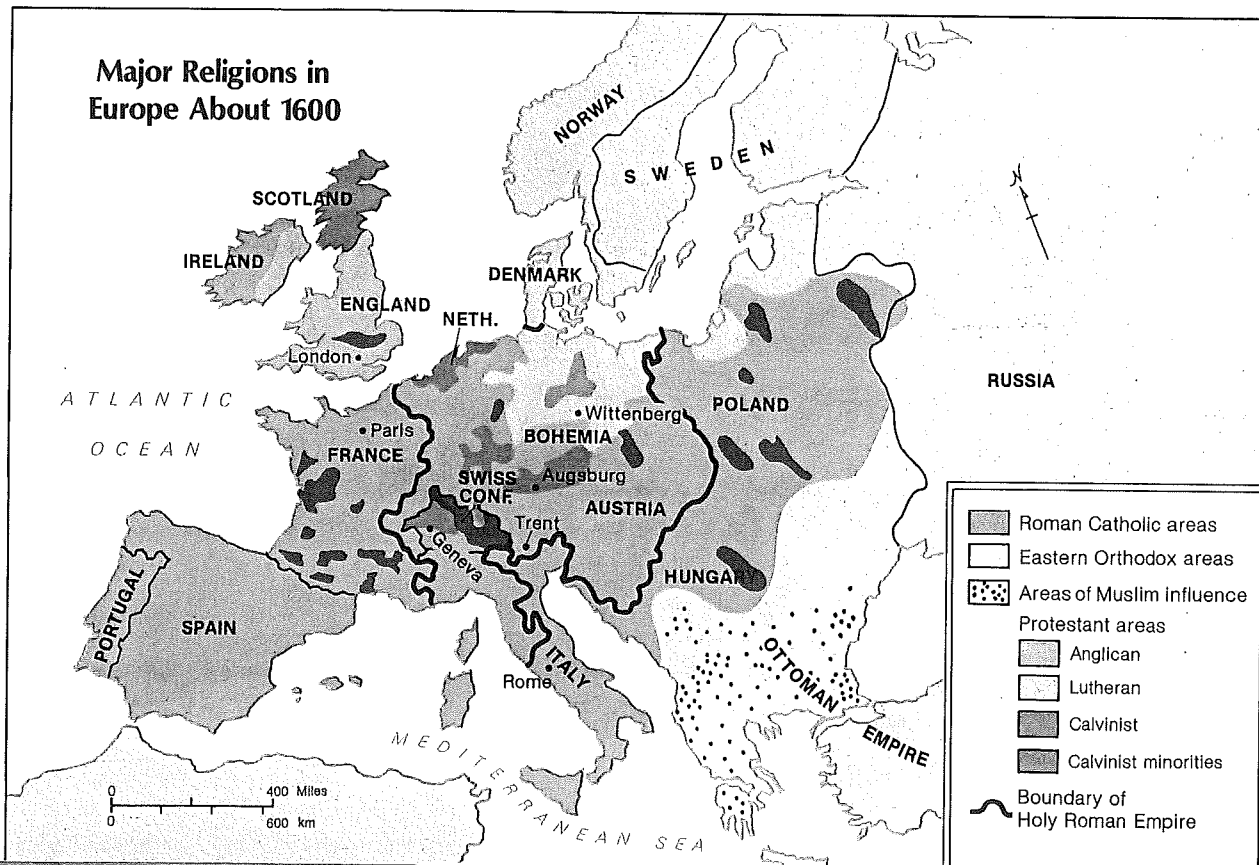 Major Religions in
Europe About 1600
NORWAY
SWEDEN
N
SCOTLAND
IRELAND
DENMARK
ENGLAND
NETH.
London
RUSSIA
ATLANTIC
OCEAN
POLAND
Wittenberg
BOHEMIA
Paris
FRANCE
SWISS
CONF.
Augsburg
AUSTRIA
Trent
Geneva
HUNGARY
PORTUGAL
SPAIN
ITALY
Rome
OTTOMAN
EMPIRE
MEDITERRANEAN SEA
0 400 Miles
0 600 km
Roman Catholic areas
Eastern Orthodox areas
Areas of Muslim influence
Protestant areas
Anglican
Lutheran
Calvinist
Calvinist minorities
Boundary of
Holy Roman Empire